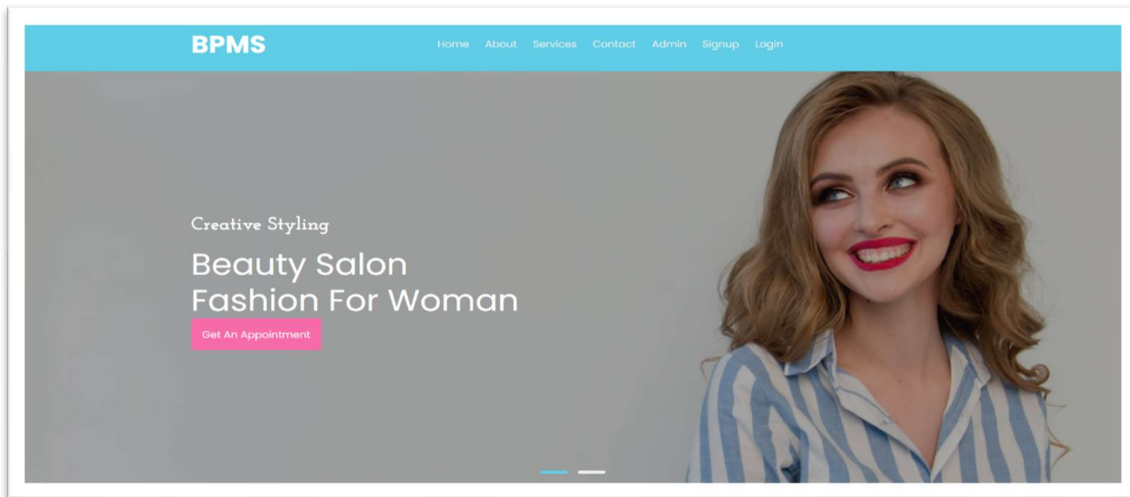 BPMS
Home About Services Contact Admin Signup Login
Creative Styling
Beauty Salon
Fashion For Woman
Get An Appointment